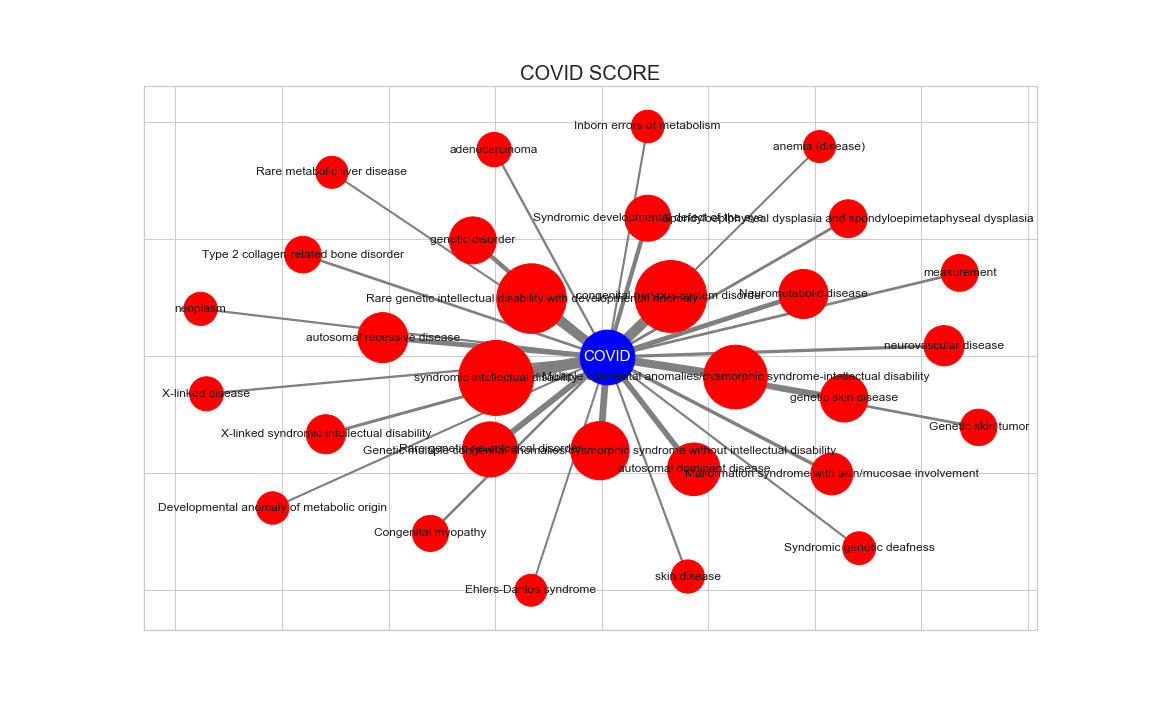 COVID SCORE
Inborn errors of metabolism
anemia (disease)
adenocarcinoma
Rare metabolic liver disease
Syndromic developmental defect of the eye
Spondyloepiphyseal dysplasia and spondyloepimetaphyseal dysplasia
genetic disorder
Type 2 collagen-related bone disorder
measurement
Rare genetic intellectual disability with developmental anomaly
congenital nervous system disorder
Neurometabolic disease
neoplasm
autosomal recessive disease
neurovascular disease
COVID
syndromic intellectual disability
Multiple congenital anomalies/dysmorphic syndrome-intellectual disability
X-linked disease
genetic skin disease
Genetic skin tumor
X-linked syndromic intellectual disability
Rare genetic neurological disorder
Genetic multiple congenital anomalies/dysmorphic syndrome without intellectual disability
autosomal dominant disease
Malformation syndrome with skin/mucosae involvement
Developmental anomaly of metabolic origin
Congenital myopathy
Syndromic genetic deafness
skin disease
Ehlers-Danlos syndrome